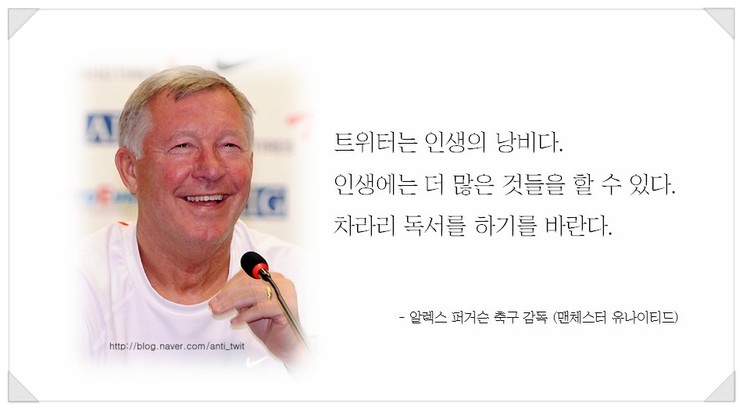 트위터는 인생의 낭비다.
인생에는 더 많은 것들을 할 수 있다.
차라리 독서를 하기를 바란다.
- 알렉스 퍼거슨 축구 감독 (맨체스터 유나이티드)
http://blog.naver.com/anti_twit